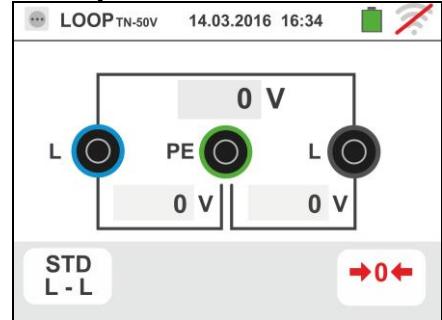 LOOP TN-50V 14.03.2016 16:34
0 V
L PE L
0 V 0 V
STD
L - L
➔0←